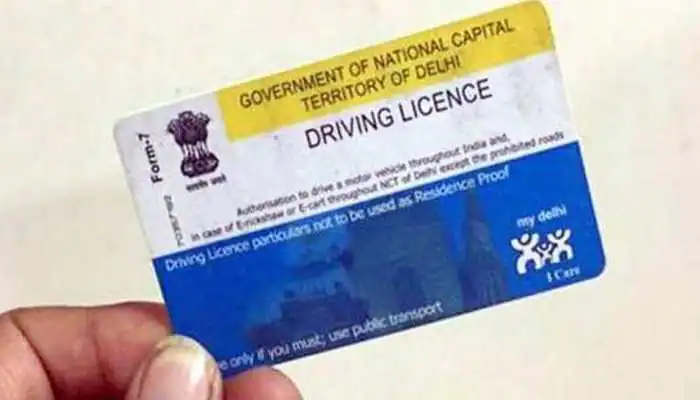 GOVERNMENT OF NATIONAL CAPITAL
TERRITORY OF DELHI
DRIVING LICENCE
Form-7
सत्यमेव जयते
Authorisation to drive a motor vehicle throughout India and,
in case of E-rickshaw or E-cart throughout NCT of Delhi except the prohibited roads
Driving Licence particulars not to be used as Residence Proof
my delhi
I Care
only if you must; use public transport